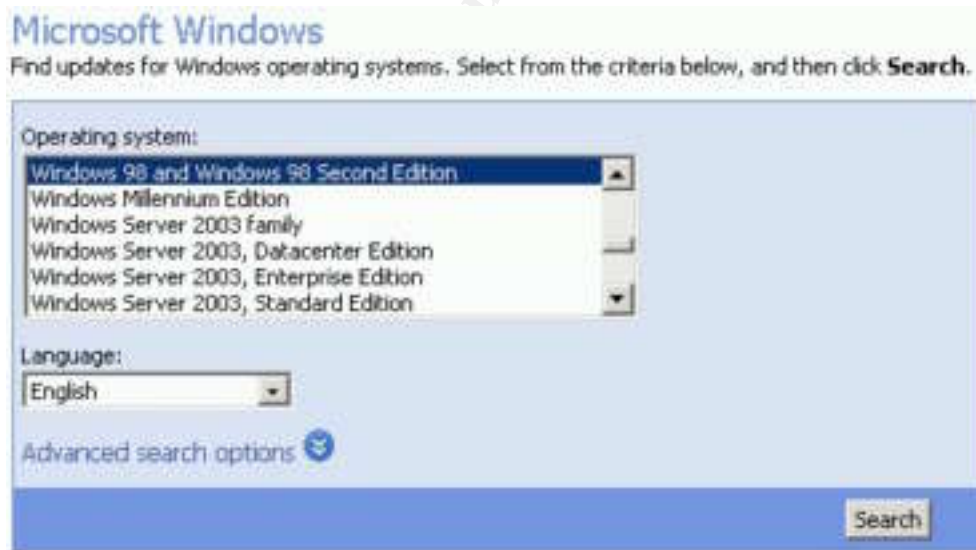 Microsoft Windows
Find updates for Windows operating systems. Select from the criteria below, and then click Search.
Operating system:
Windows 98 and Windows 98 Second Edition
Windows Millennium Edition
Windows Server 2003 family
Windows Server 2003, Datacenter Edition
Windows Server 2003, Enterprise Edition
Windows Server 2003, Standard Edition
Language:
English
Advanced search options
Search